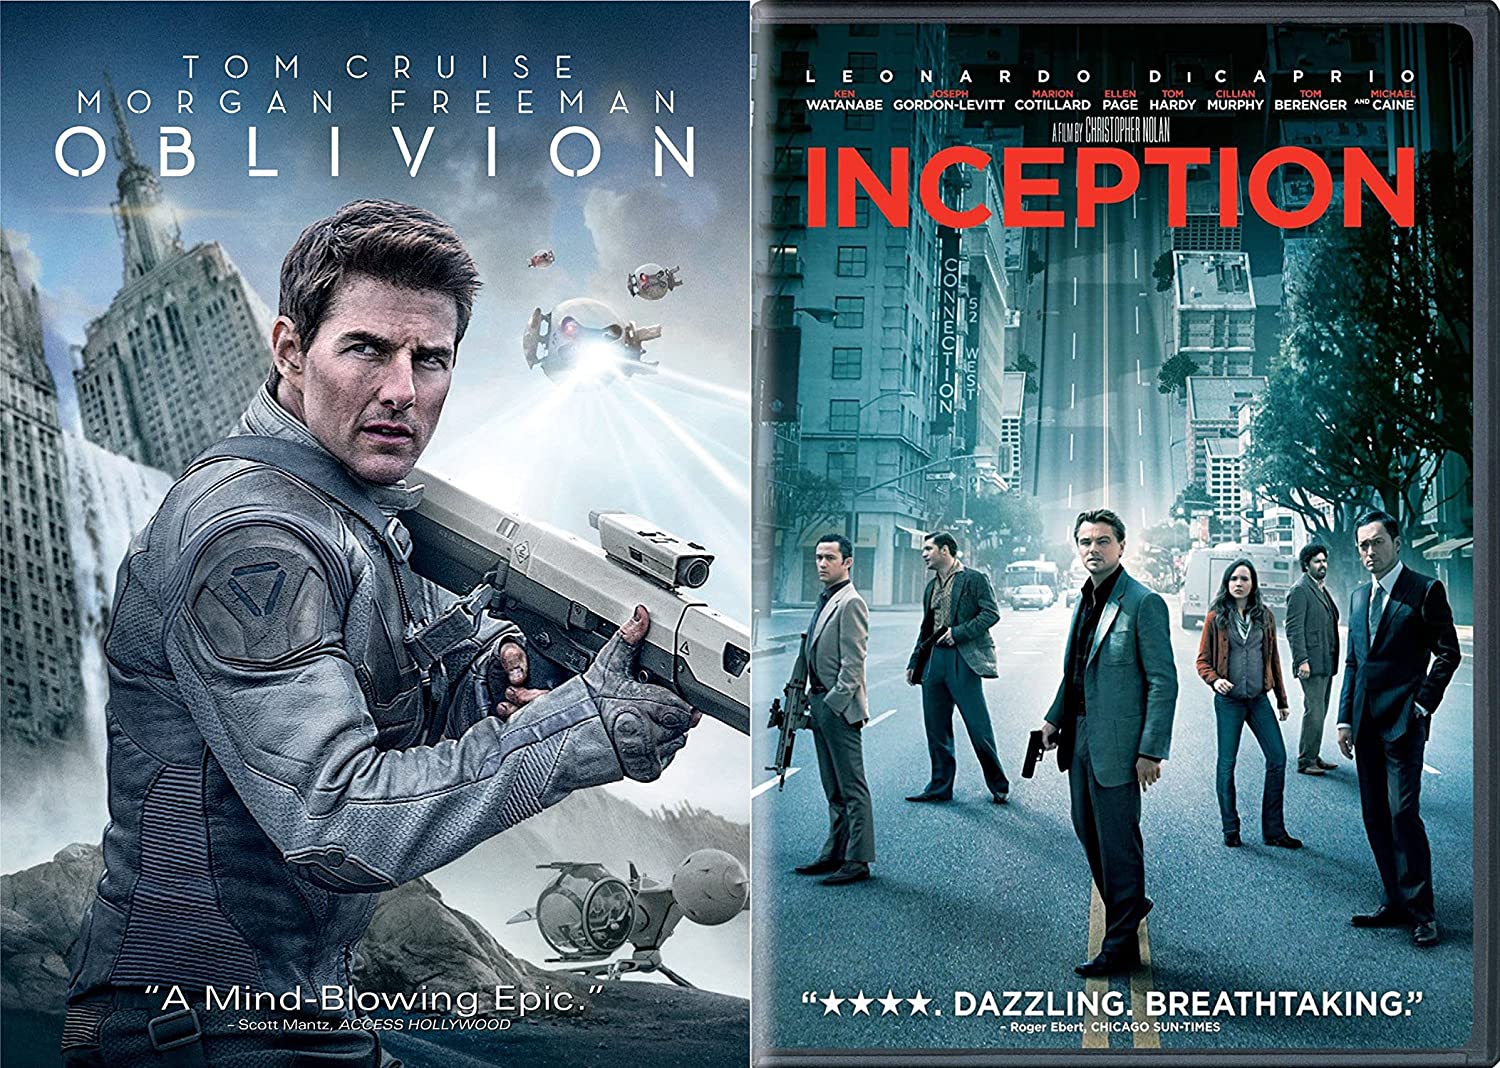 TOM CRUISE
MORGAN FREEMAN
OBLIVION
"A Mind-Blowing Epic."
– Scott Mantz, ACCESS HOLLYWOOD
LEONARDO DiCAPRIO
KEN WATANABE JOSEPH GORDON-LEVITT MARION COTILLARD ELLEN PAGE TOM HARDY CILLIAN MURPHY TOM BERENGER AND MICHAEL CAINE
A FILM BY CHRISTOPHER NOLAN
INCEPTION
CONNECTION
52 WEST
"★★★★. DAZZLING. BREATHTAKING."
– Roger Ebert, CHICAGO SUN-TIMES